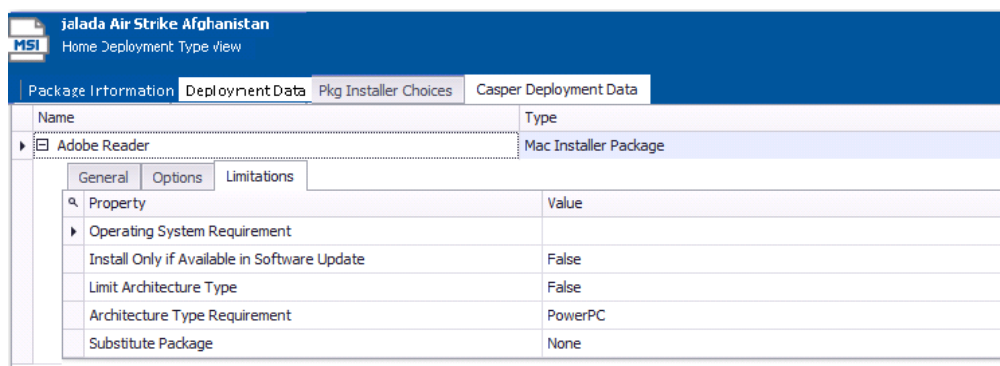 jalada Air Strike Afghanistan
MSI
Home Deployment Type View
Package Information Deployment Data Pkg Installer Choices Casper Deployment Data
Name Type
Adobe Reader Mac Installer Package
General Options Limitations
Property Value
Operating System Requirement
Install Only if Available in Software Update False
Limit Architecture Type False
Architecture Type Requirement PowerPC
Substitute Package None